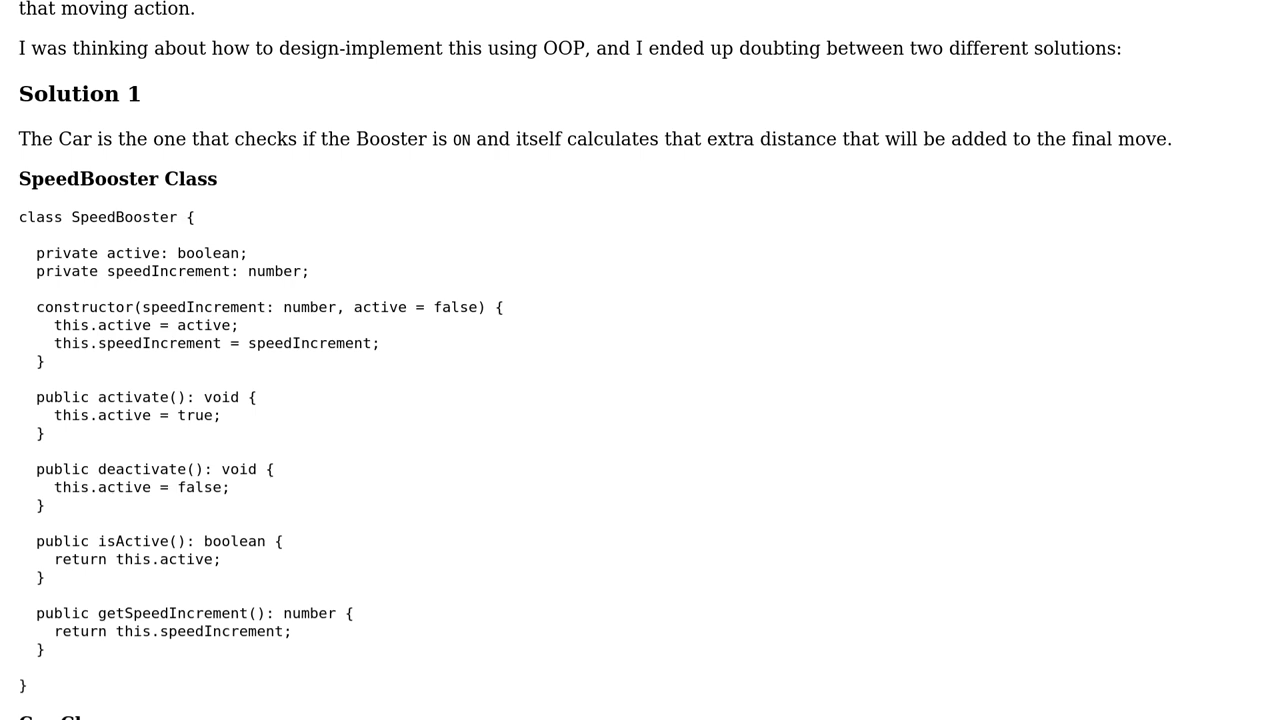 that moving action.
I was thinking about how to design-implement this using OOP, and I ended up doubting between two different solutions:
Solution 1
The Car is the one that checks if the Booster is ON and itself calculates that extra distance that will be added to the final move.
SpeedBooster Class
class SpeedBooster {
private active: boolean;
private speedIncrement: number;
constructor(speedIncrement: number, active = false) {
this.active = active;
this.speedIncrement = speedIncrement;
}
public activate(): void {
this.active = true;
}
public deactivate(): void {
this.active = false;
}
public isActive(): boolean {
return this.active;
}
public getSpeedIncrement(): number {
return this.speedIncrement;
}
}